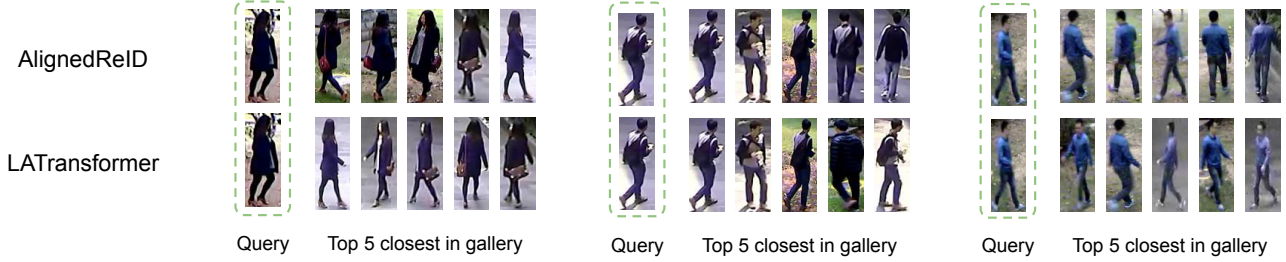 AlignedReID
LATransformer
Query
Top 5 closest in gallery
Query
Top 5 closest in gallery
Query
Top 5 closest in gallery